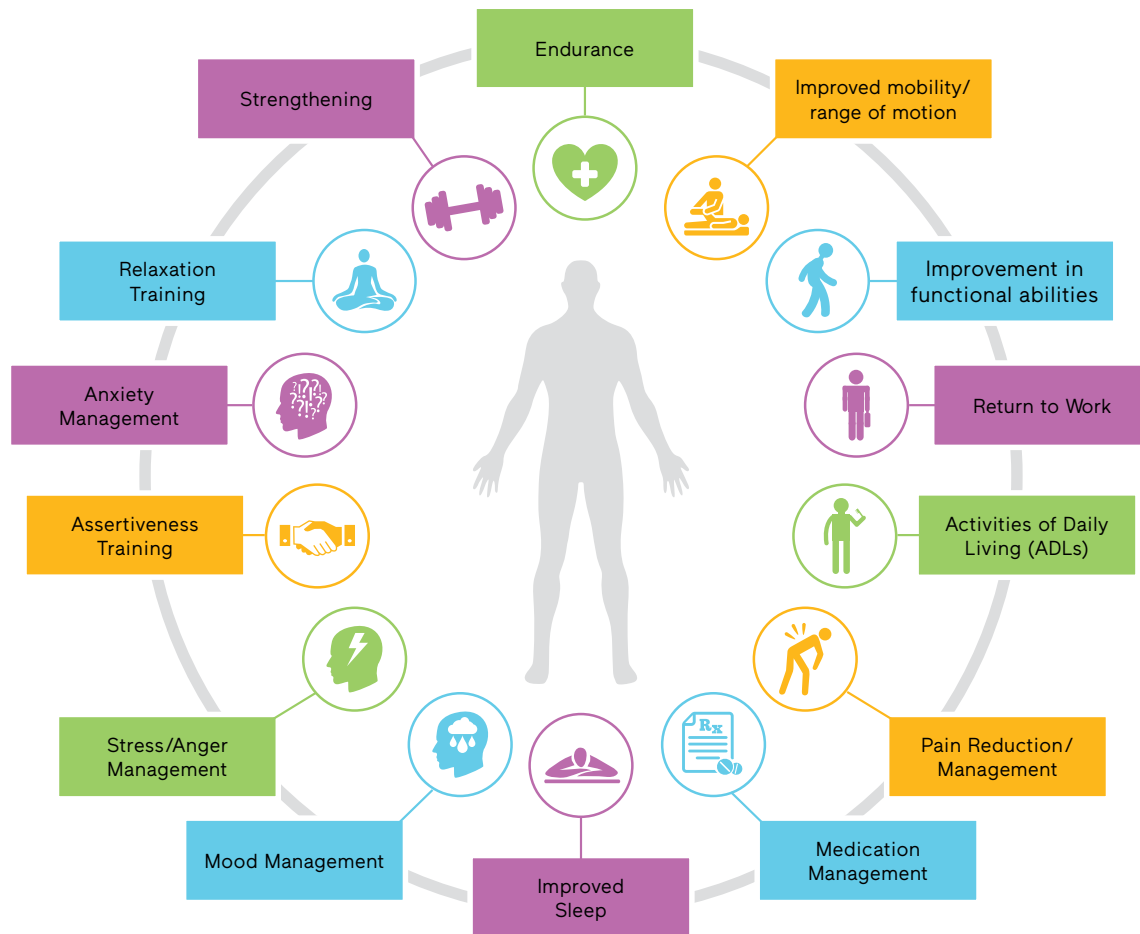 Endurance
Improved mobility/
range of motion
Improvement in
functional abilities
Return to Work
Activities of Daily
Living (ADLs)
Pain Reduction/
Management
Medication
Management
Improved
Sleep
Mood Management
Stress/Anger
Management
Assertiveness
Training
Anxiety
Management
Relaxation
Training
Strengthening
?!?!
!?!?!
?!?!?
?!??
Rx